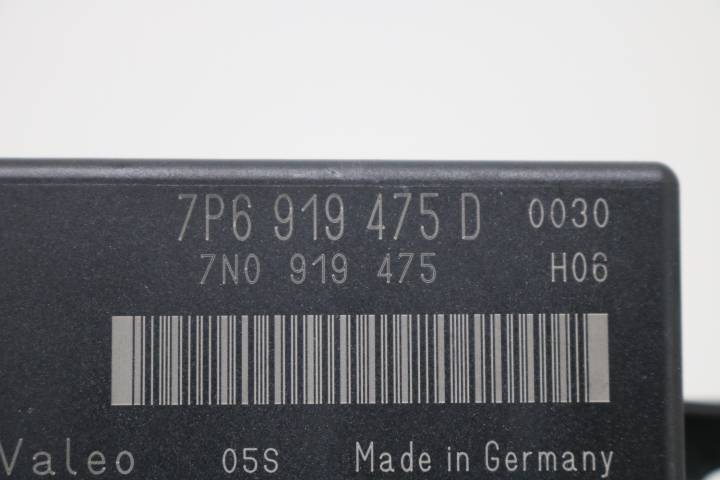 7P6 919 475 D 0030
7N0 919 475 H06
Valeo 05S Made in Germany